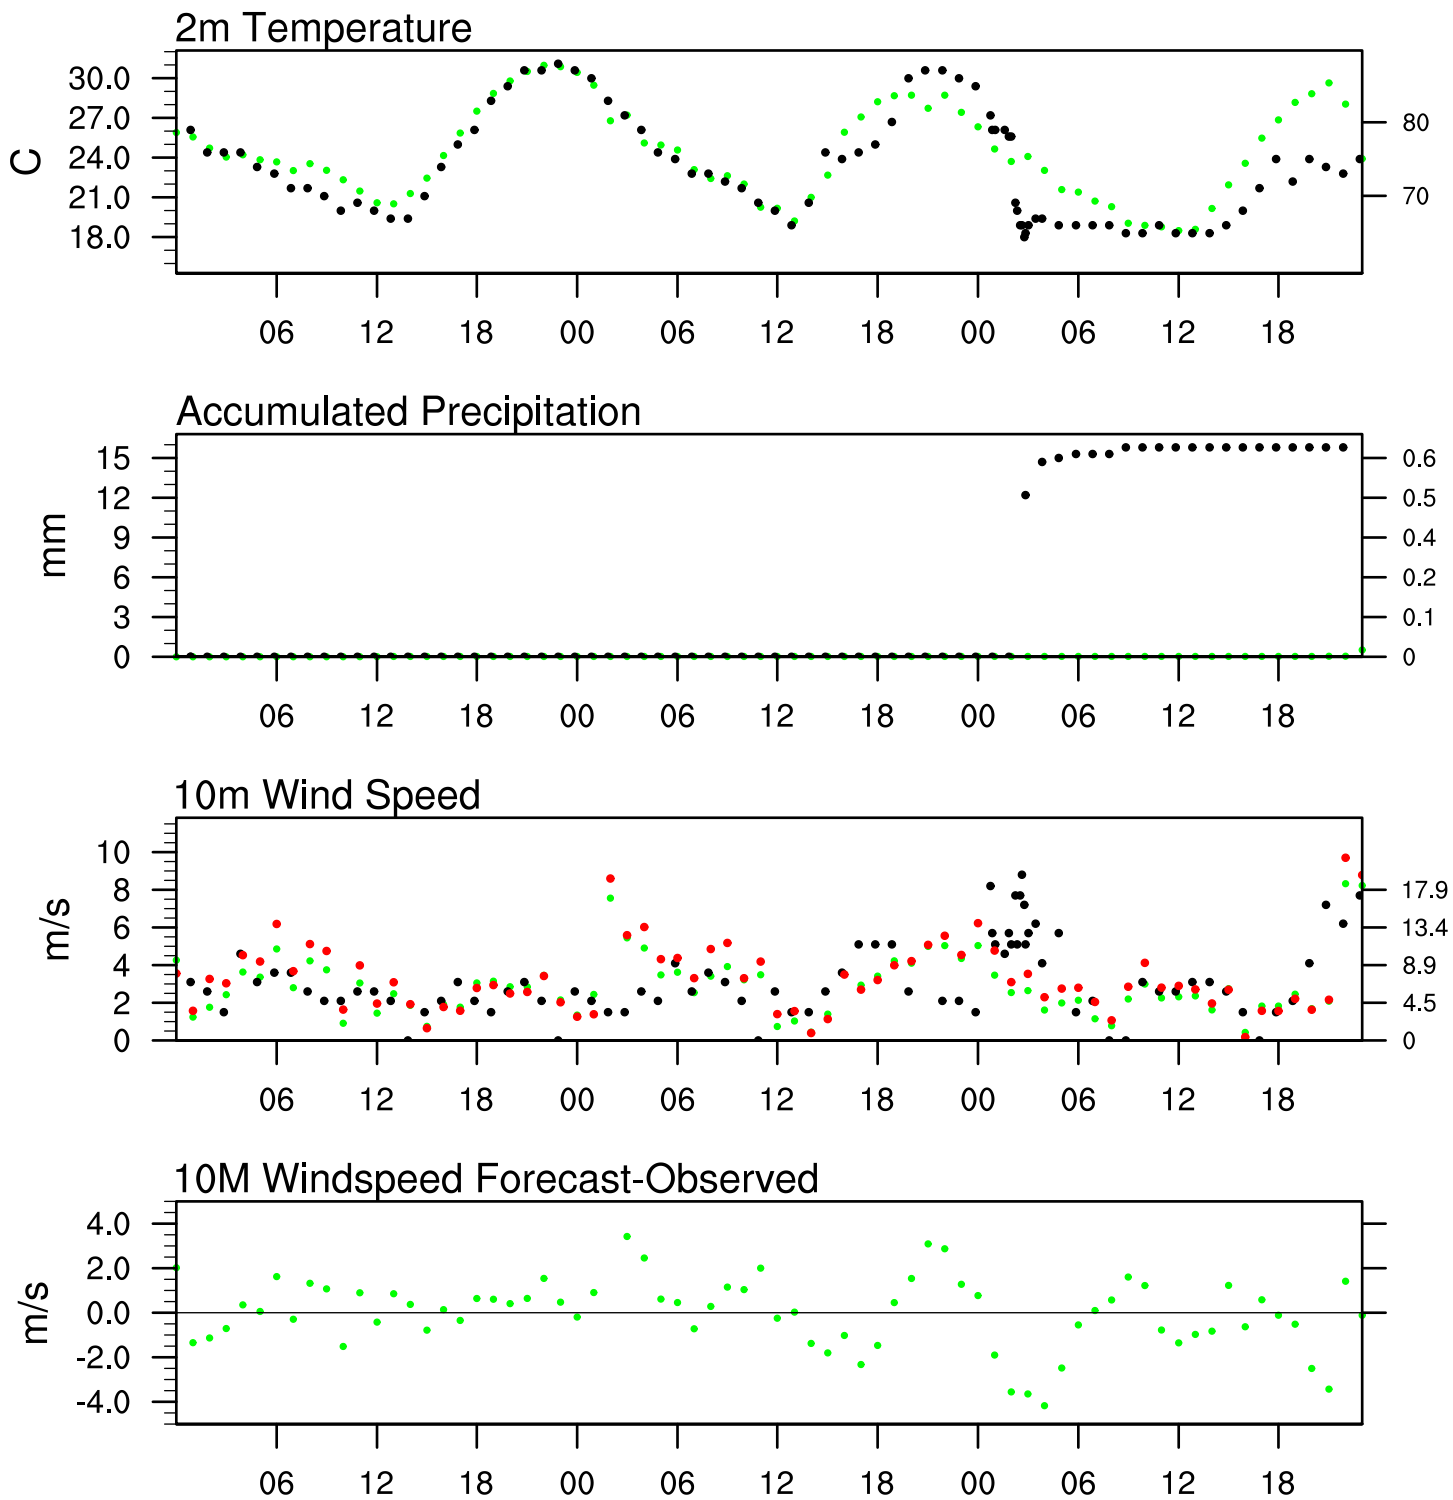 2m Temperature
30.0
27.0
24.0
21.0
18.0
C
80
70
06 12 18 00 06 12 18 00 06 12 18
Accumulated Precipitation
15
12
9
6
3
0
mm
0.6
0.5
0.4
0.2
0.1
0
06 12 18 00 06 12 18 00 06 12 18
10m Wind Speed
10
8
6
4
2
0
m/s
17.9
13.4
8.9
4.5
0
06 12 18 00 06 12 18 00 06 12 18
10M Windspeed Forecast-Observed
4.0
2.0
0.0
-2.0
-4.0
m/s
06 12 18 00 06 12 18 00 06 12 18